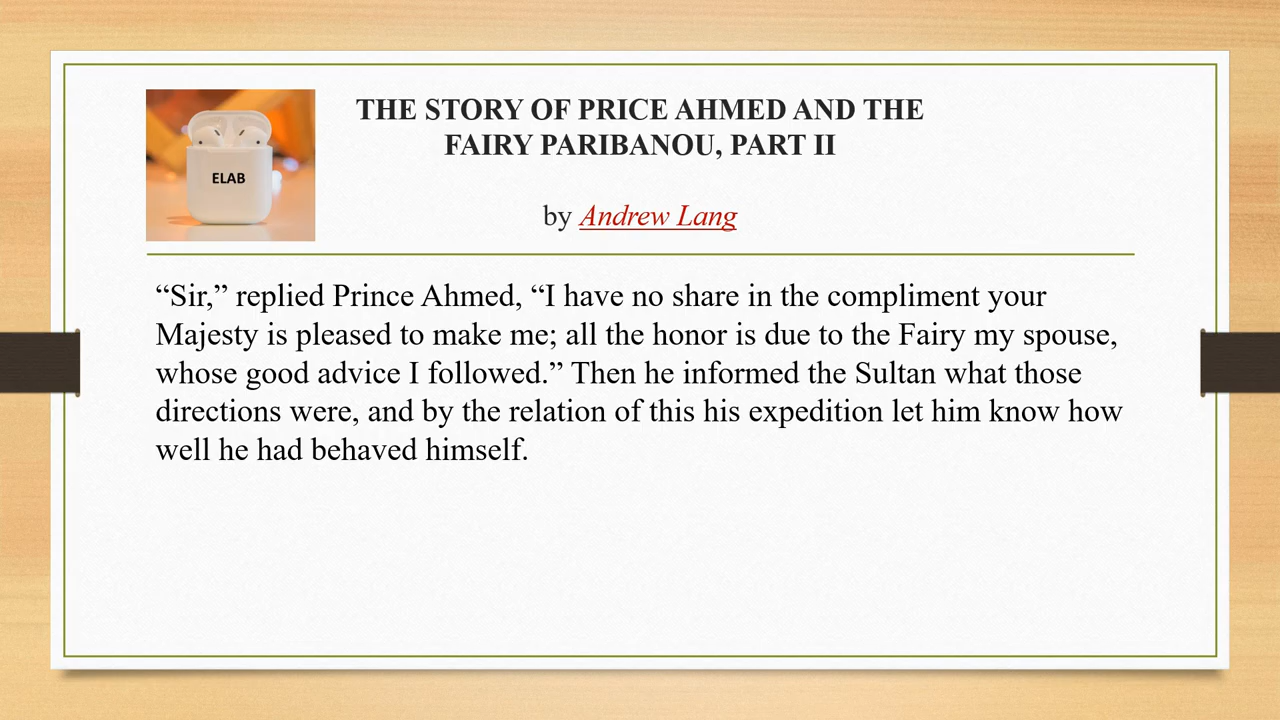 THE STORY OF PRICE AHMED AND THE
FAIRY PARIBANOU, PART II
ELAB
by Andrew Lang
“Sir,” replied Prince Ahmed, “I have no share in the compliment your
Majesty is pleased to make me; all the honor is due to the Fairy my spouse,
whose good advice I followed.” Then he informed the Sultan what those
directions were, and by the relation of this his expedition let him know how
well he had behaved himself.